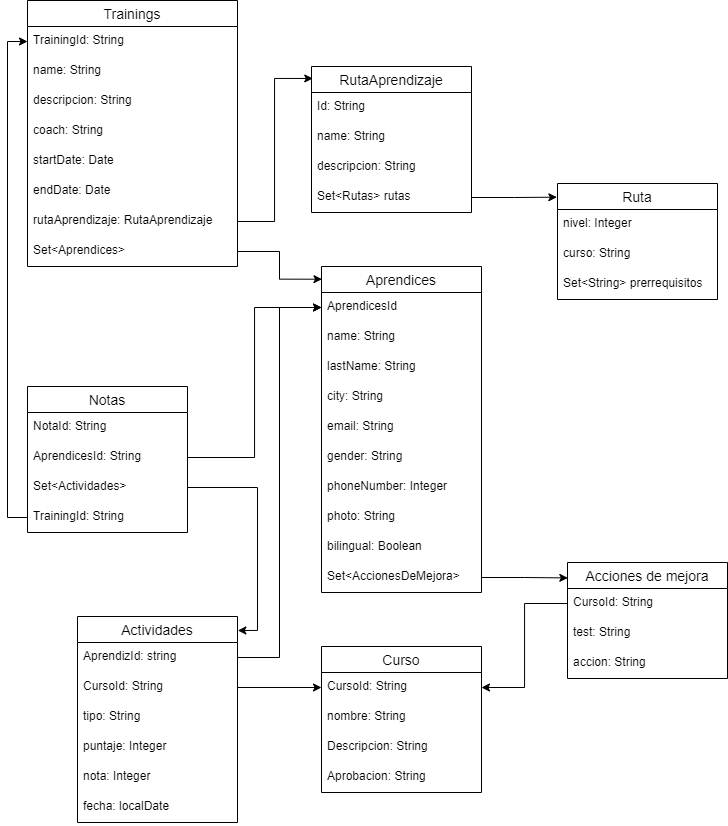 Trainings
TrainingId: String
name: String
descripcion: String
coach: String
startDate: Date
endDate: Date
rutaAprendizaje: RutaAprendizaje
Set<Aprendices>
RutaAprendizaje
Id: String
name: String
descripcion: String
Set<Rutas> rutas
Ruta
nivel: Integer
curso: String
Set<String> prerrequisitos
Aprendices
AprendicesId
name: String
lastName: String
city: String
email: String
gender: String
phoneNumber: Integer
photo: String
bilingual: Boolean
Set<AccionesDeMejora>
Notas
NotaId: String
AprendicesId: String
Set<Actividades>
TrainingId: String
Acciones de mejora
CursoId: String
test: String
accion: String
Actividades
AprendizId: string
CursoId: String
tipo: String
puntaje: Integer
nota: Integer
fecha: localDate
Curso
CursoId: String
nombre: String
Descripcion: String
Aprobacion: String